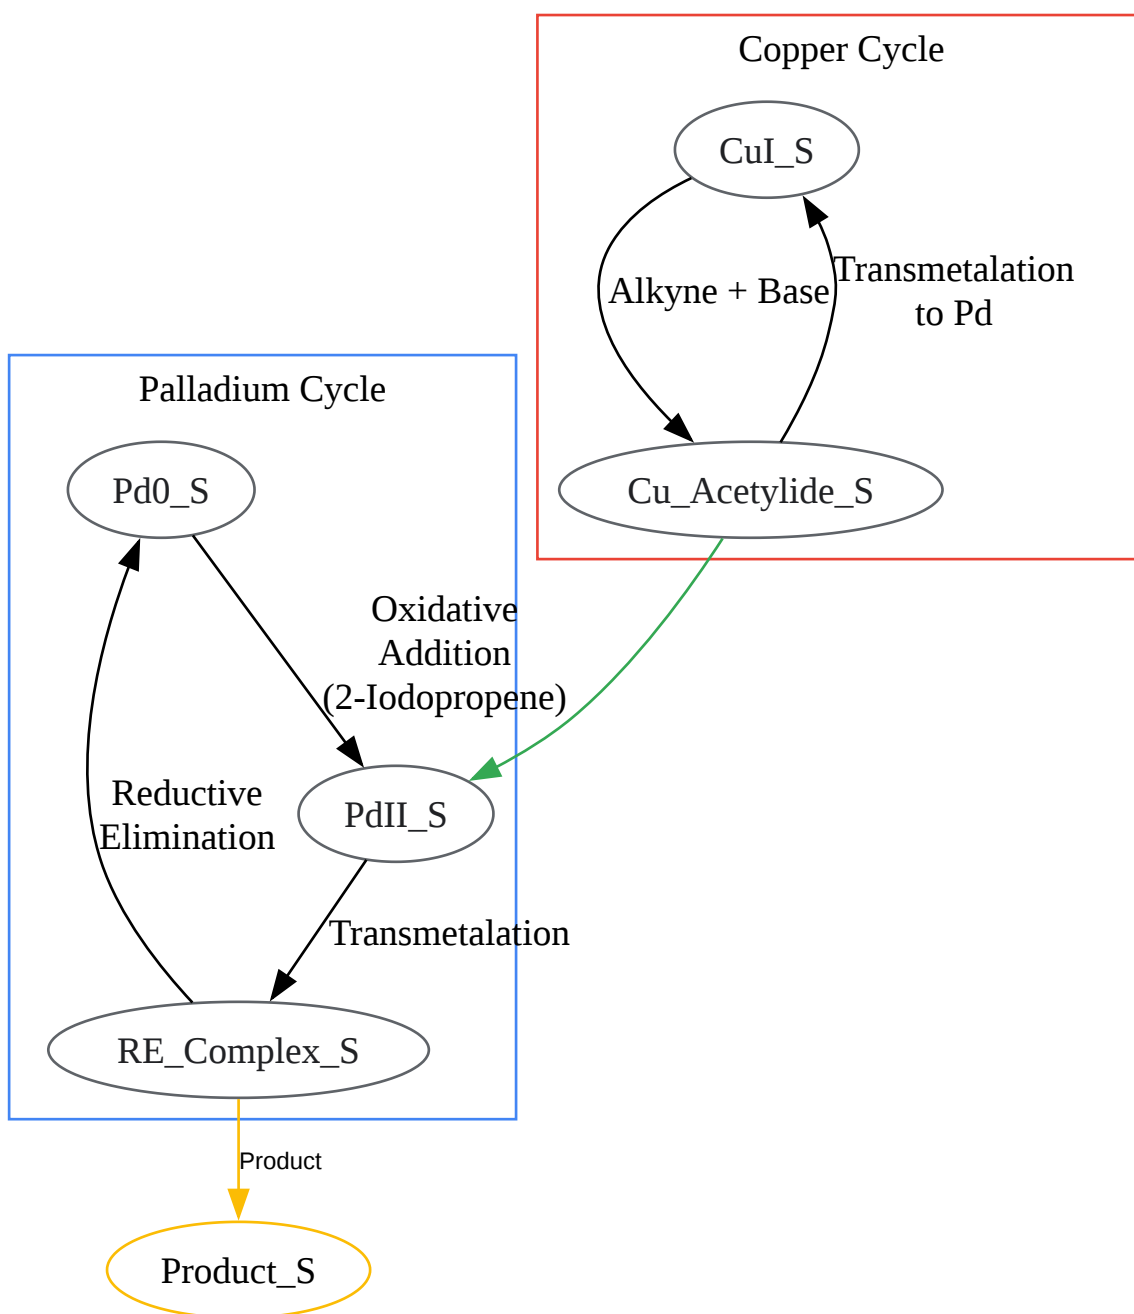 Copper Cycle
CuI_S
Alkyne + Base
Transmetalation
to Pd
Cu_Acetylide_S
Palladium Cycle
Pd0_S
Oxidative
Addition
(2-Iodopropene)
PdII_S
Reductive
Elimination
Transmetalation
RE_Complex_S
Product
Product_S